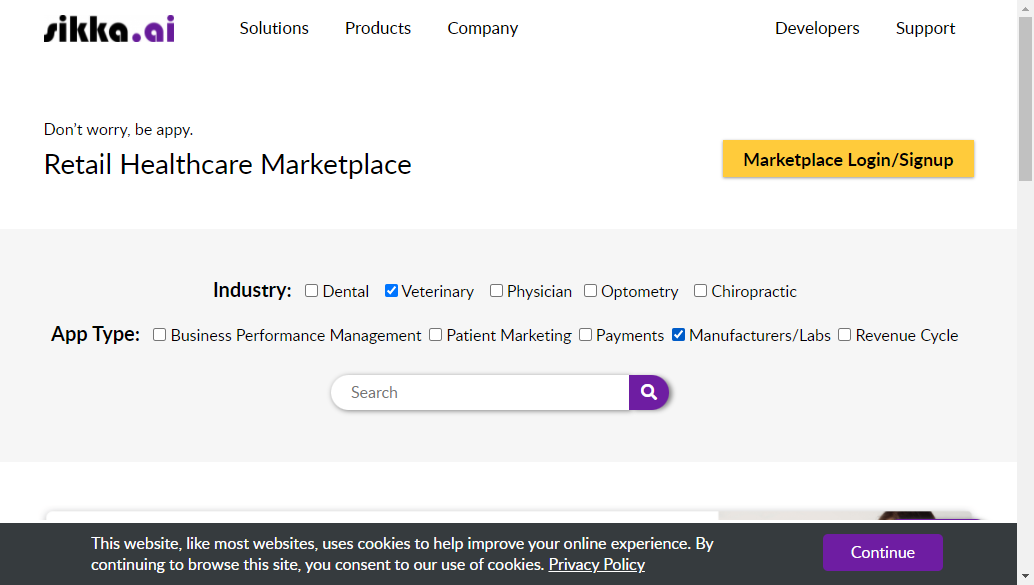 sikka.ai
Solutions Products Company Developers Support
Don't worry, be appy.
Retail Healthcare Marketplace
Marketplace Login/Signup
Industry: Dental Veterinary Physician Optometry Chiropractic
App Type: Business Performance Management Patient Marketing Payments Manufacturers/Labs Revenue Cycle
Search
This website, like most websites, uses cookies to help improve your online experience. By
continuing to browse this site, you consent to our use of cookies. Privacy Policy
Continue